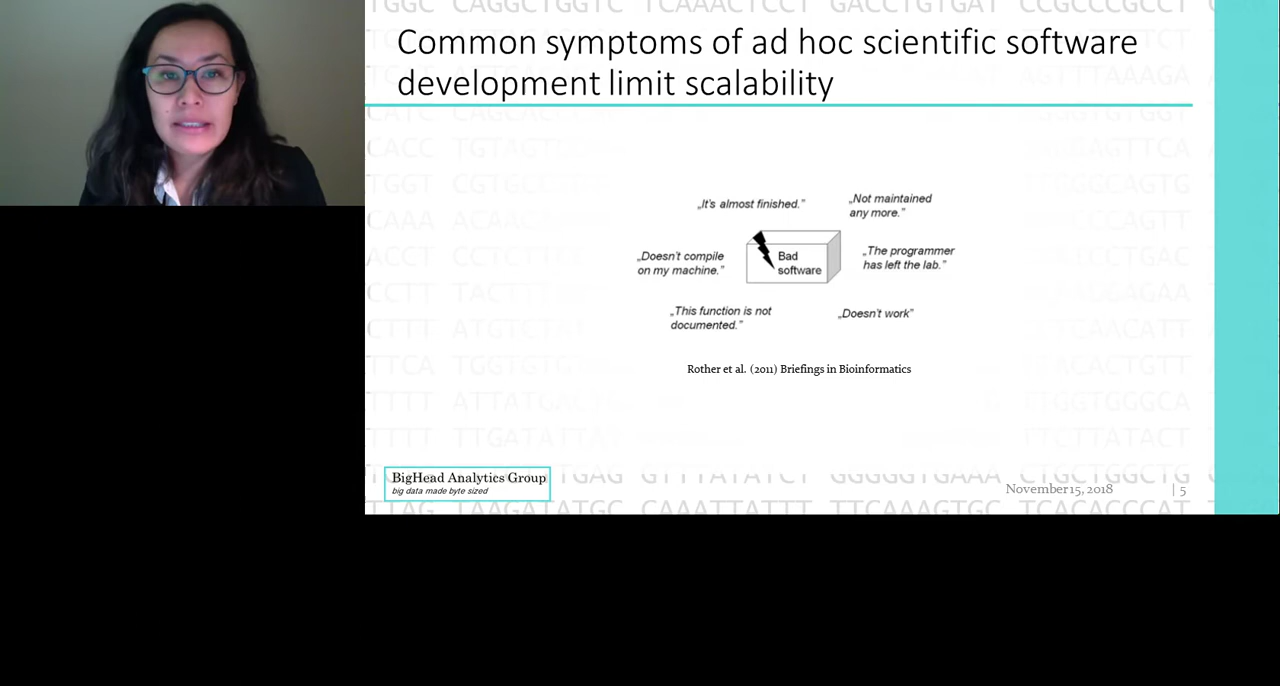 Common symptoms of ad hoc scientific software
development limit scalability
„It's almost finished.”
„Not maintained
any more.”
„Doesn't compile
on my machine.”
Bad
software
„The programmer
has left the lab.”
„This function is not
documented.”
„Doesn't work”
Rother et al. (2011) Briefings in Bioinformatics
BigHead Analytics Group
big data made byte sized
November 15, 2018
| 5